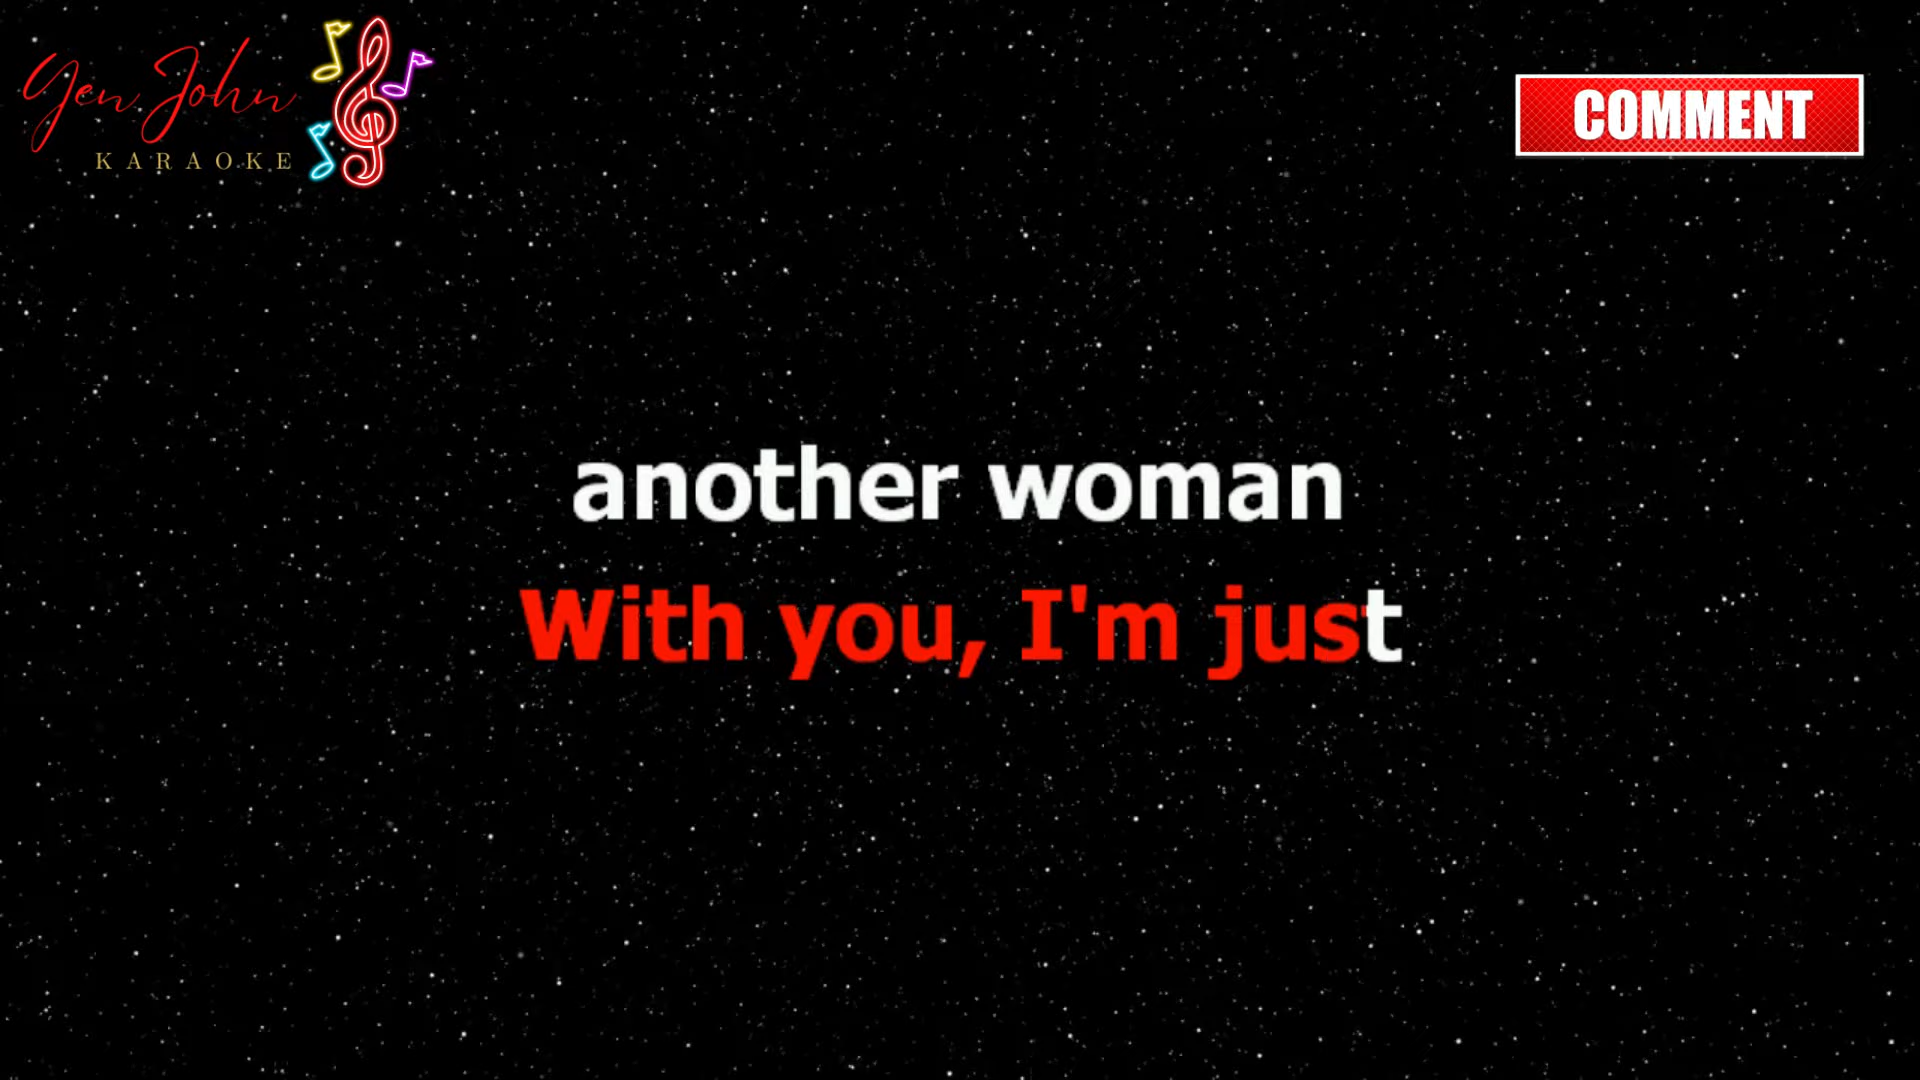 Yen John
KARAOKE
COMMENT
another woman
With you, I'm just